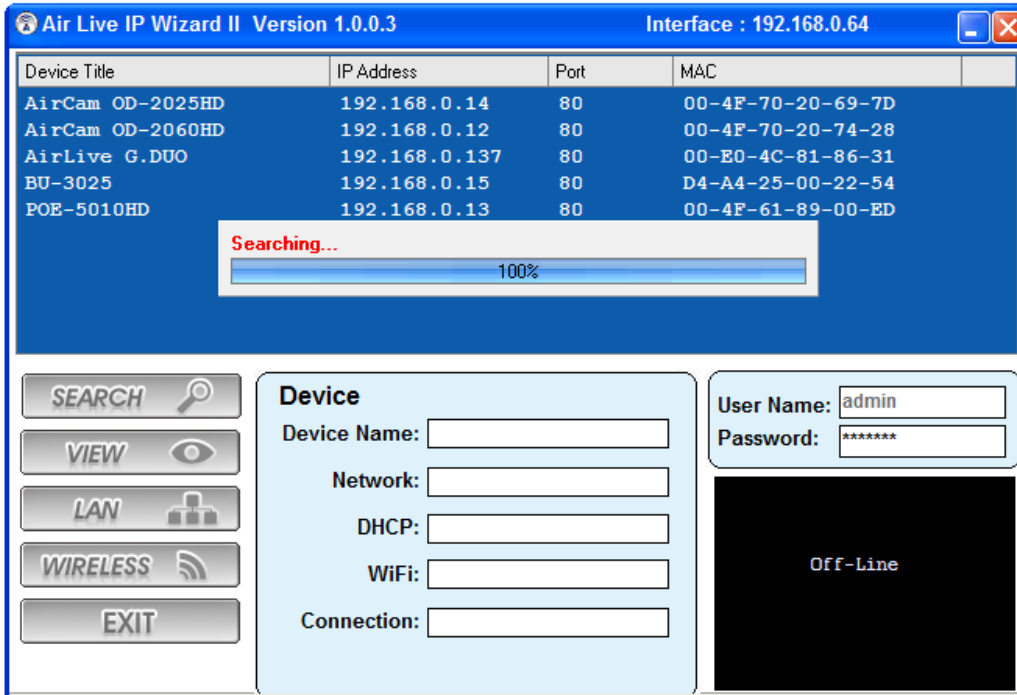 Air Live IP Wizard II Version 1.0.0.3 Interface : 192.168.0.64
Device Title IP Address Port MAC
AirCam OD-2025HD 192.168.0.14 80 00-4F-70-20-69-7D
AirCam OD-2060HD 192.168.0.12 80 00-4F-70-20-74-28
AirLive G.DUO 192.168.0.137 80 00-E0-4C-81-86-31
BU-3025 192.168.0.15 80 D4-A4-25-00-22-54
POE-5010HD 192.168.0.13 80 00-4F-61-89-00-ED
Searching...
100%
SEARCH
VIEW
LAN
WIRELESS
EXIT
Device
Device Name:
Network:
DHCP:
WiFi:
Connection:
User Name: admin
Password: *******
Off-Line